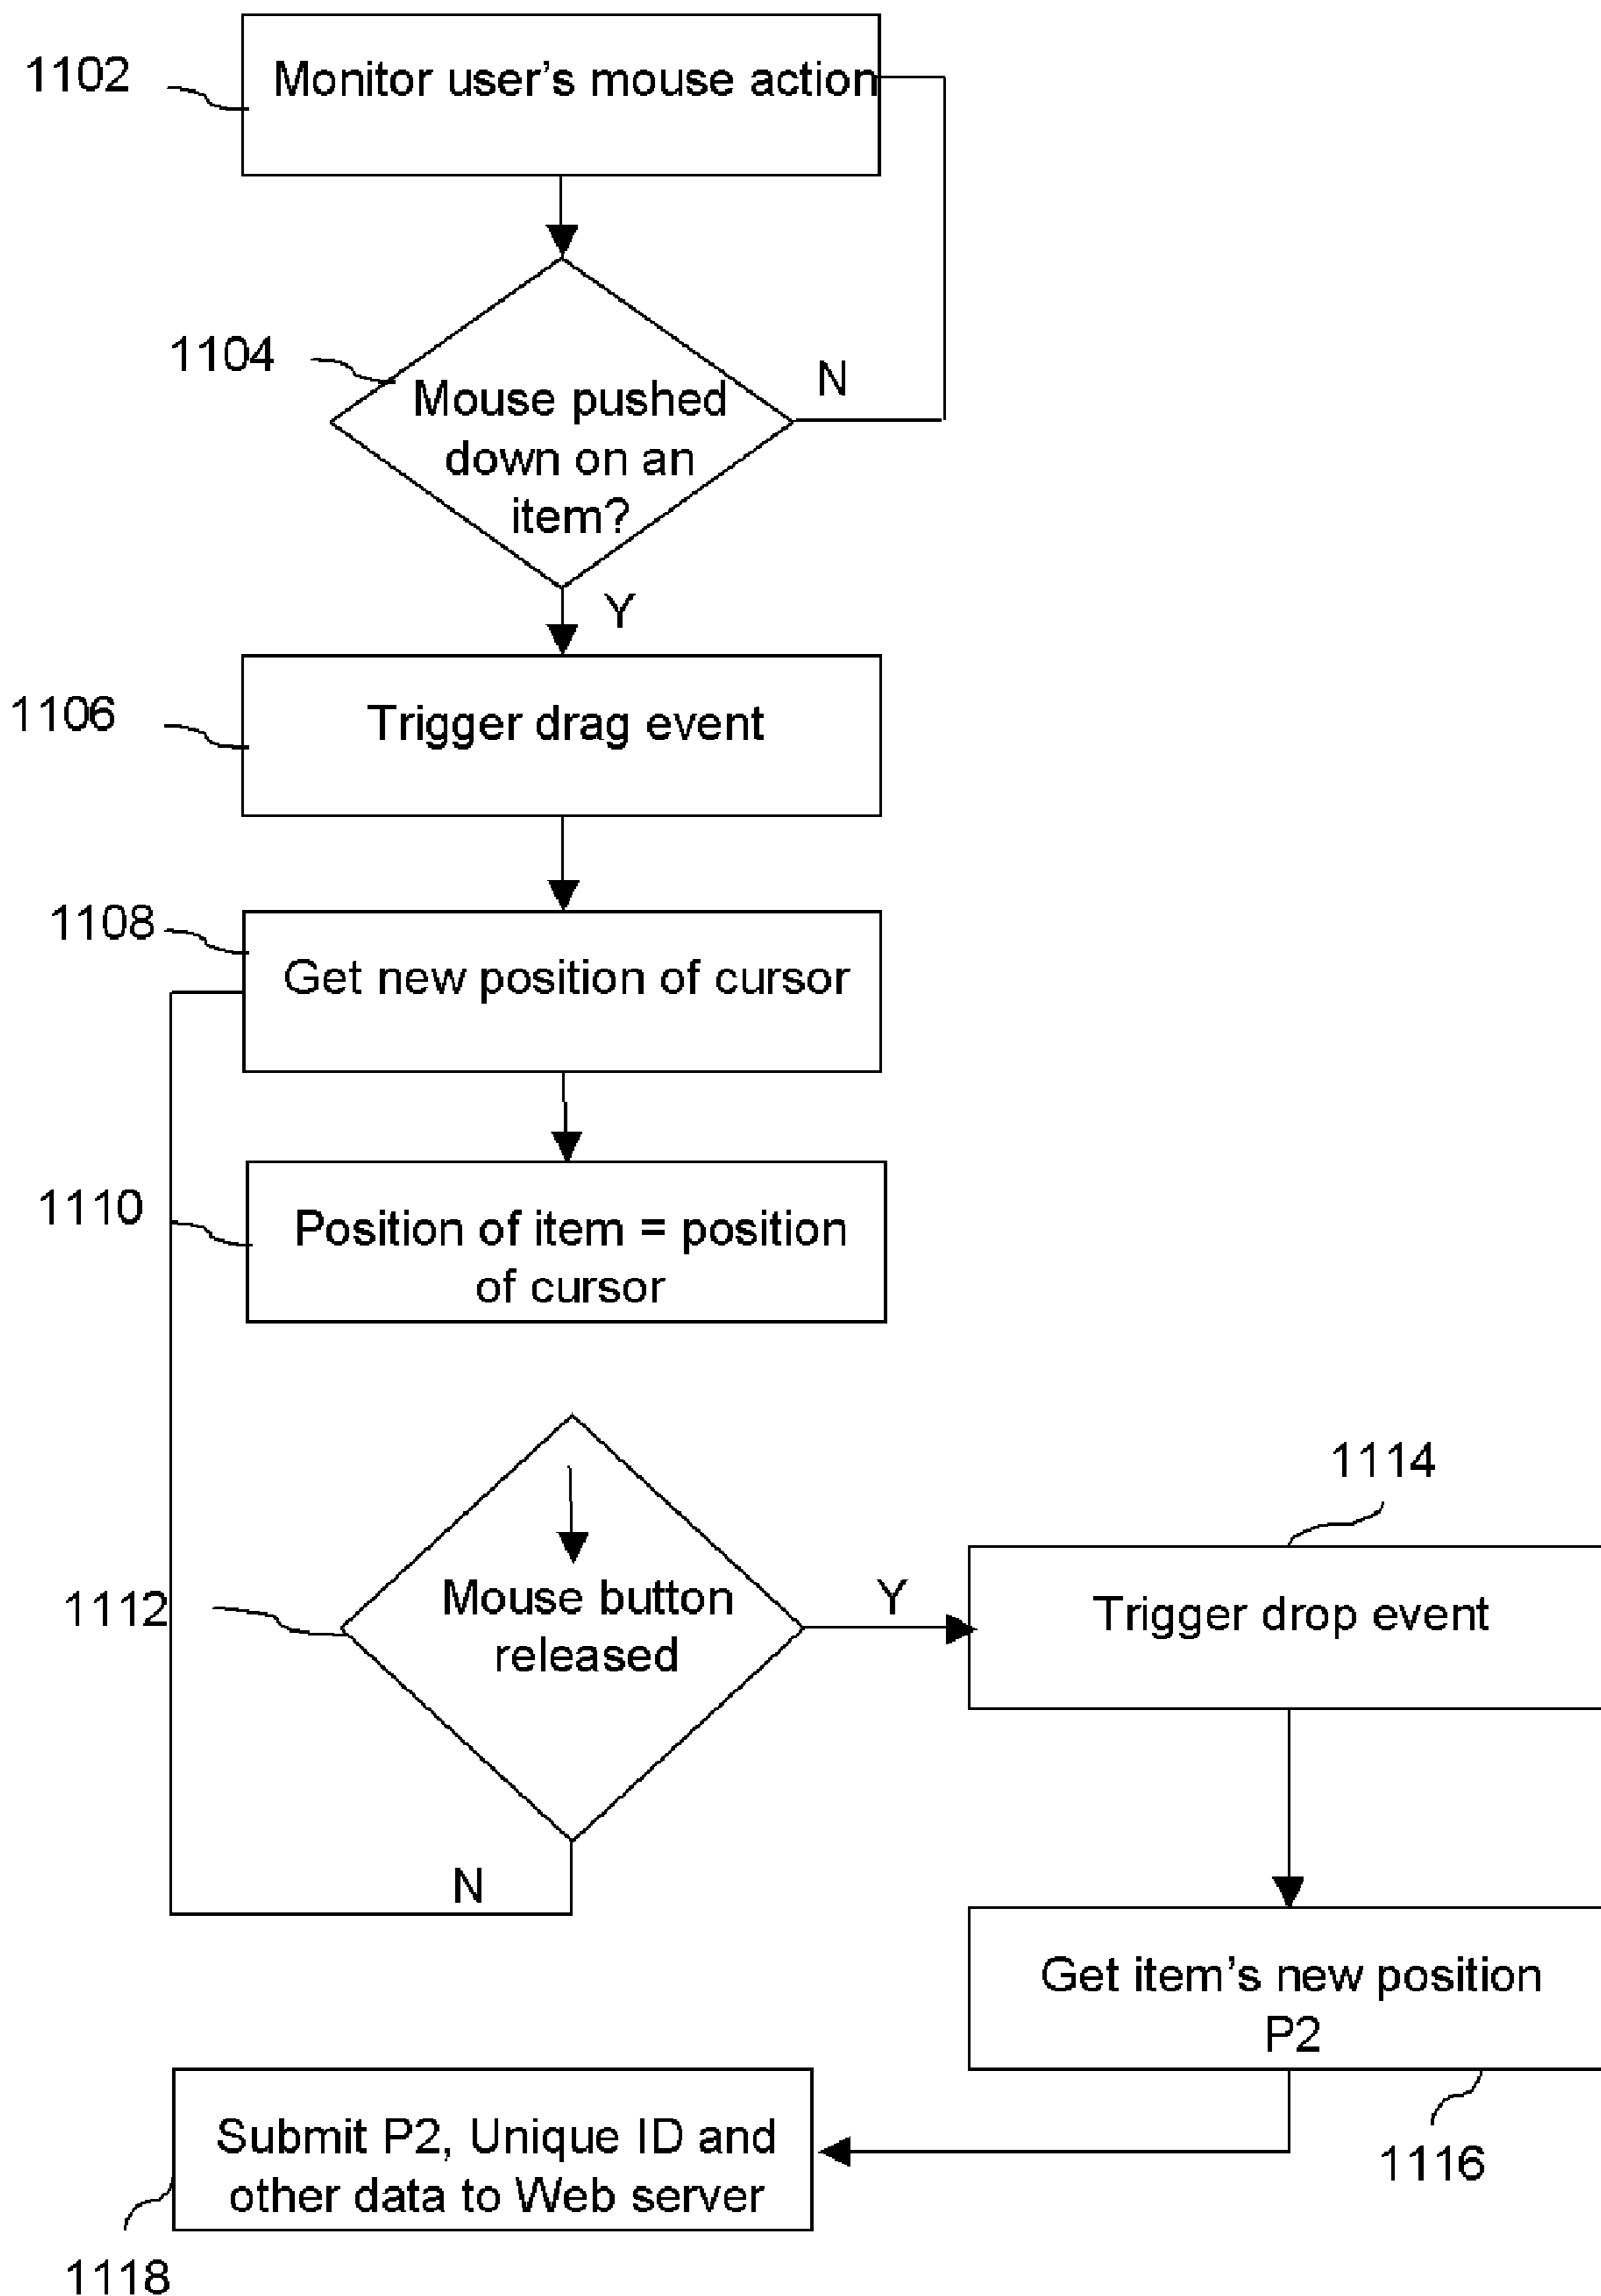 1102
Monitor user's mouse action
1104
Mouse pushed
down on an
item?
N
Y
1106
Trigger drag event
1108
Get new position of cursor
1110
Position of item = position
of cursor
1112
Mouse button
released
Y
N
1114
Trigger drop event
Get item's new position
P2
1116
Submit P2, Unique ID and
other data to Web server
1118